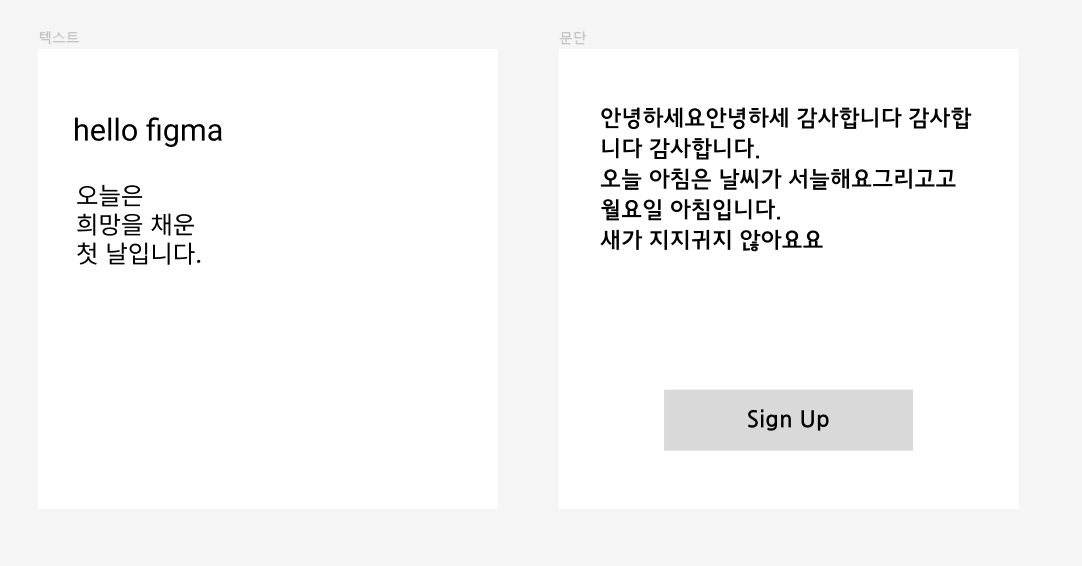 텍스트
hello figma
오늘은
희망을 채운
첫 날입니다.
문단
안녕하세요안녕하세 감사합니다 감사합
니다 감사합니다.
오늘 아침은 날씨가 서늘해요그리고고
월요일 아침입니다.
새가 지지귀지 않아요요
Sign Up